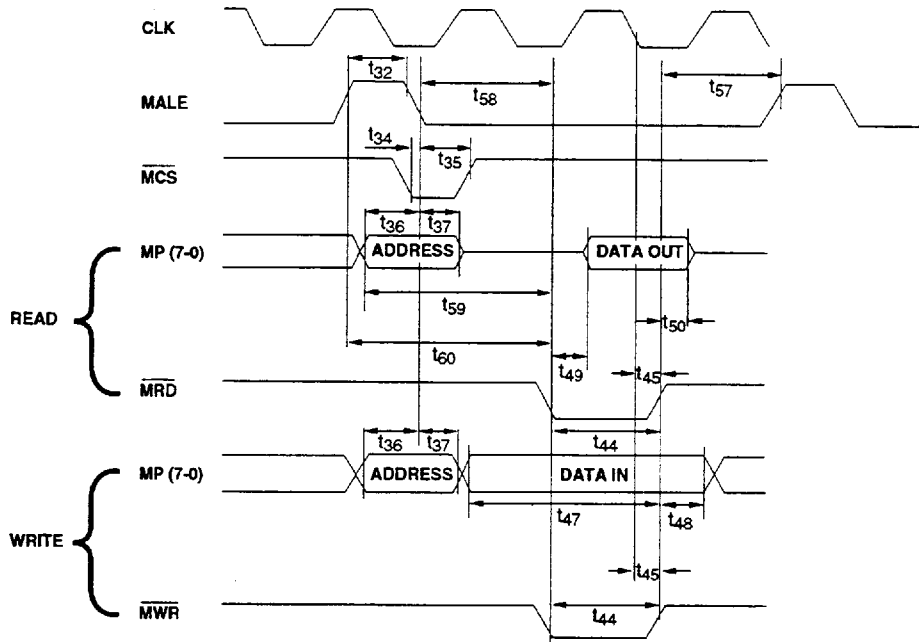 CLK
t32
t58
t57
MALE
t34
t35
MCS
t36 t37
MP (7-0) ADDRESS DATA OUT
t59
READ
t50
t60
t49 t45
MRD
t36 t37 t44
MP (7-0) ADDRESS DATA IN
t47 t48
WRITE
t45
t44
MWR